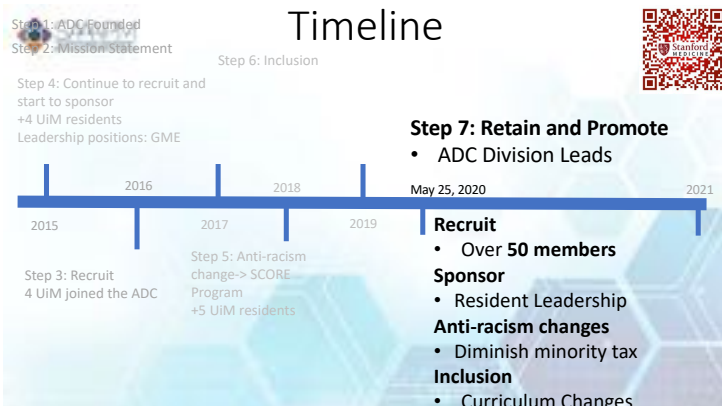 Timeline
Step 1: ADC Founded
Step 2: Mission Statement
Stanford
MEDICINE
Step 6: Inclusion
Step 4: Continue to recruit and
start to sponsor
+4 UiM residents
Leadership positions: GME
Step 7: Retain and Promote
• ADC Division Leads
2016
2018
May 25, 2020
2021
2015
2017
2019
Step 3: Recruit
4 UiM joined the ADC
Step 5: Anti-racism
change-> SCORE
Program
+5 UiM residents
Recruit
• Over 50 members
Sponsor
• Resident Leadership
Anti-racism changes
• Diminish minority tax
Inclusion
• Curriculum Changes